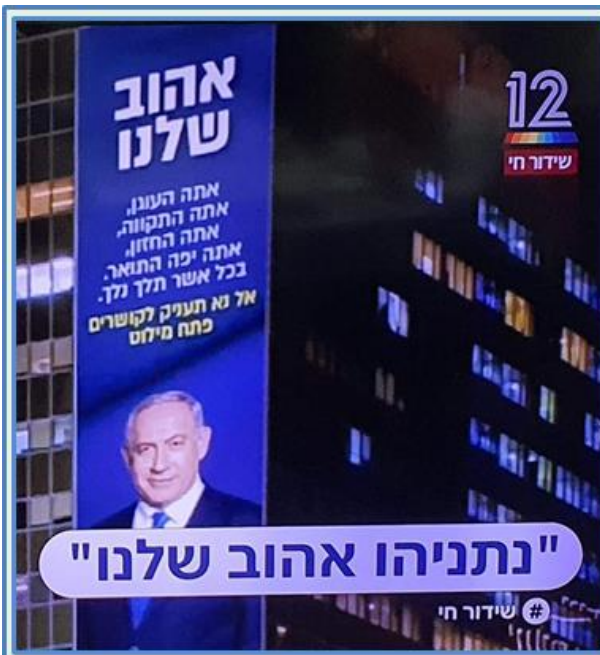 אהוב
שלנו
אתה העוגן,
אתה התקווה,
אתה החזון,
אתה יפה התואר.
בכל אשר תלך נלך.
אל נא תעניק לקושרים
פתח מילוט
12
שידור חי
"נתניהו אהוב שלנו"
# שידור חי